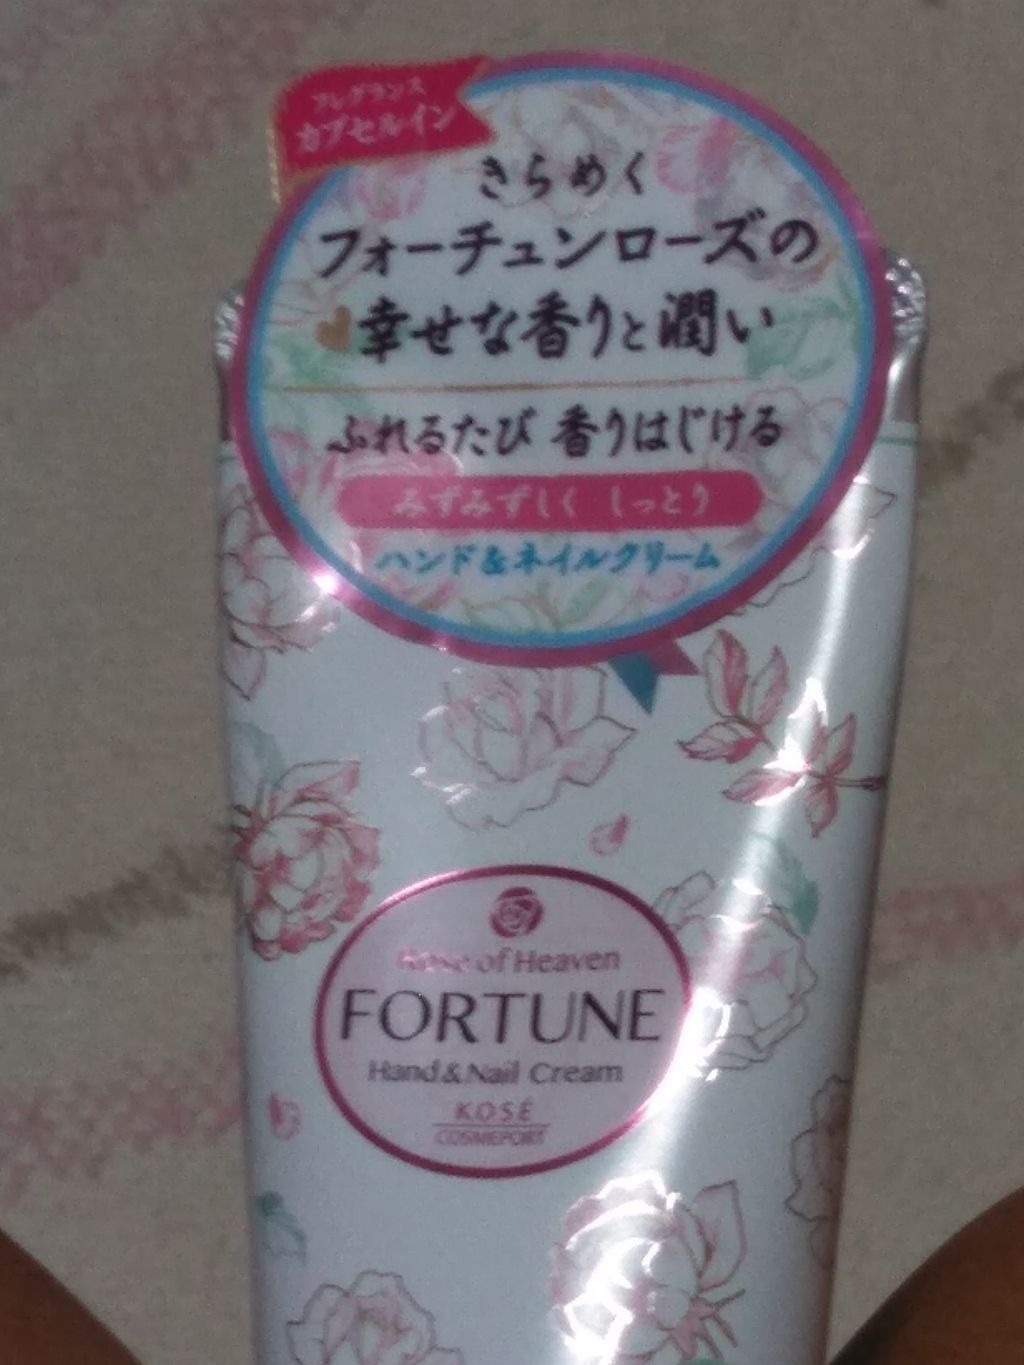 フレグランス
カプセルイン
きらめく
フォーチュンローズの
幸せな香りと潤い
ふれるたび 香りはじける
みずみずしく しっとり
ハンド&ネイルクリーム
Rose of Heaven
FORTUNE
Hand & Nail Cream
KOSÉ
COSMEPORT